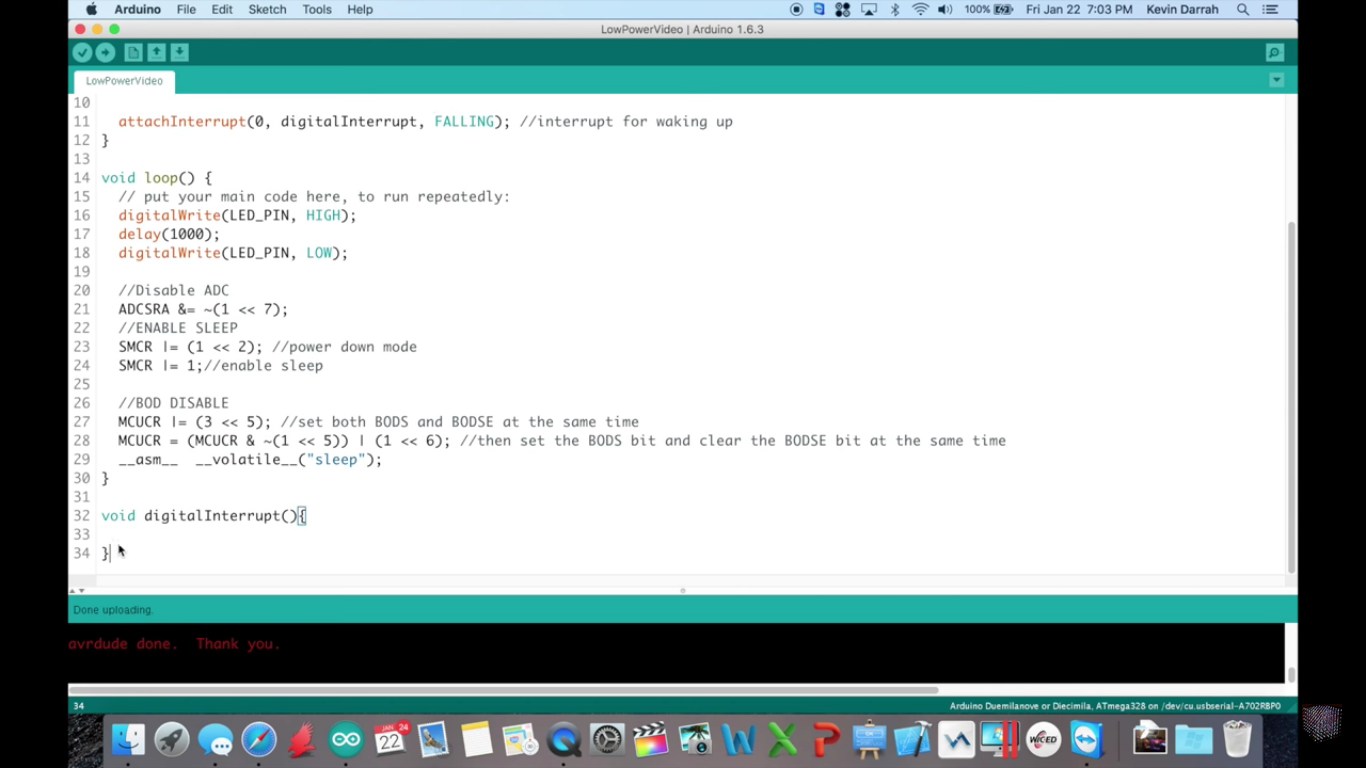 Arduino File Edit Sketch Tools Help 100% Fri Jan 22 7:03 PM Kevin Darrah
LowPowerVideo | Arduino 1.6.3
LowPowerVideo
10
11 attachInterrupt(0, digitalInterrupt, FALLING); //interrupt for waking up
12 }
13
14 void loop() {
15 // put your main code here, to run repeatedly:
16 digitalWrite(LED_PIN, HIGH);
17 delay(1000);
18 digitalWrite(LED_PIN, LOW);
19
20 //Disable ADC
21 ADCSRA &= ~(1 << 7);
22 //ENABLE SLEEP
23 SMCR |= (1 << 2); //power down mode
24 SMCR |= 1;//enable sleep
25
26 //BOD DISABLE
27 MCUCR |= (3 << 5); //set both BODS and BODSE at the same time
28 MCUCR = (MCUCR & ~(1 << 5)) | (1 << 6); //then set the BODS bit and clear the BODSE bit at the same time
29 __asm__ __volatile__("sleep");
30 }
31
32 void digitalInterrupt(){
33
34 }
Done uploading.
avrdude done. Thank you.
34 Arduino Duemilanove or Diecimila, ATmega328 on /dev/cu.usbserial-A702RBP0
JAN 24
22
WICED